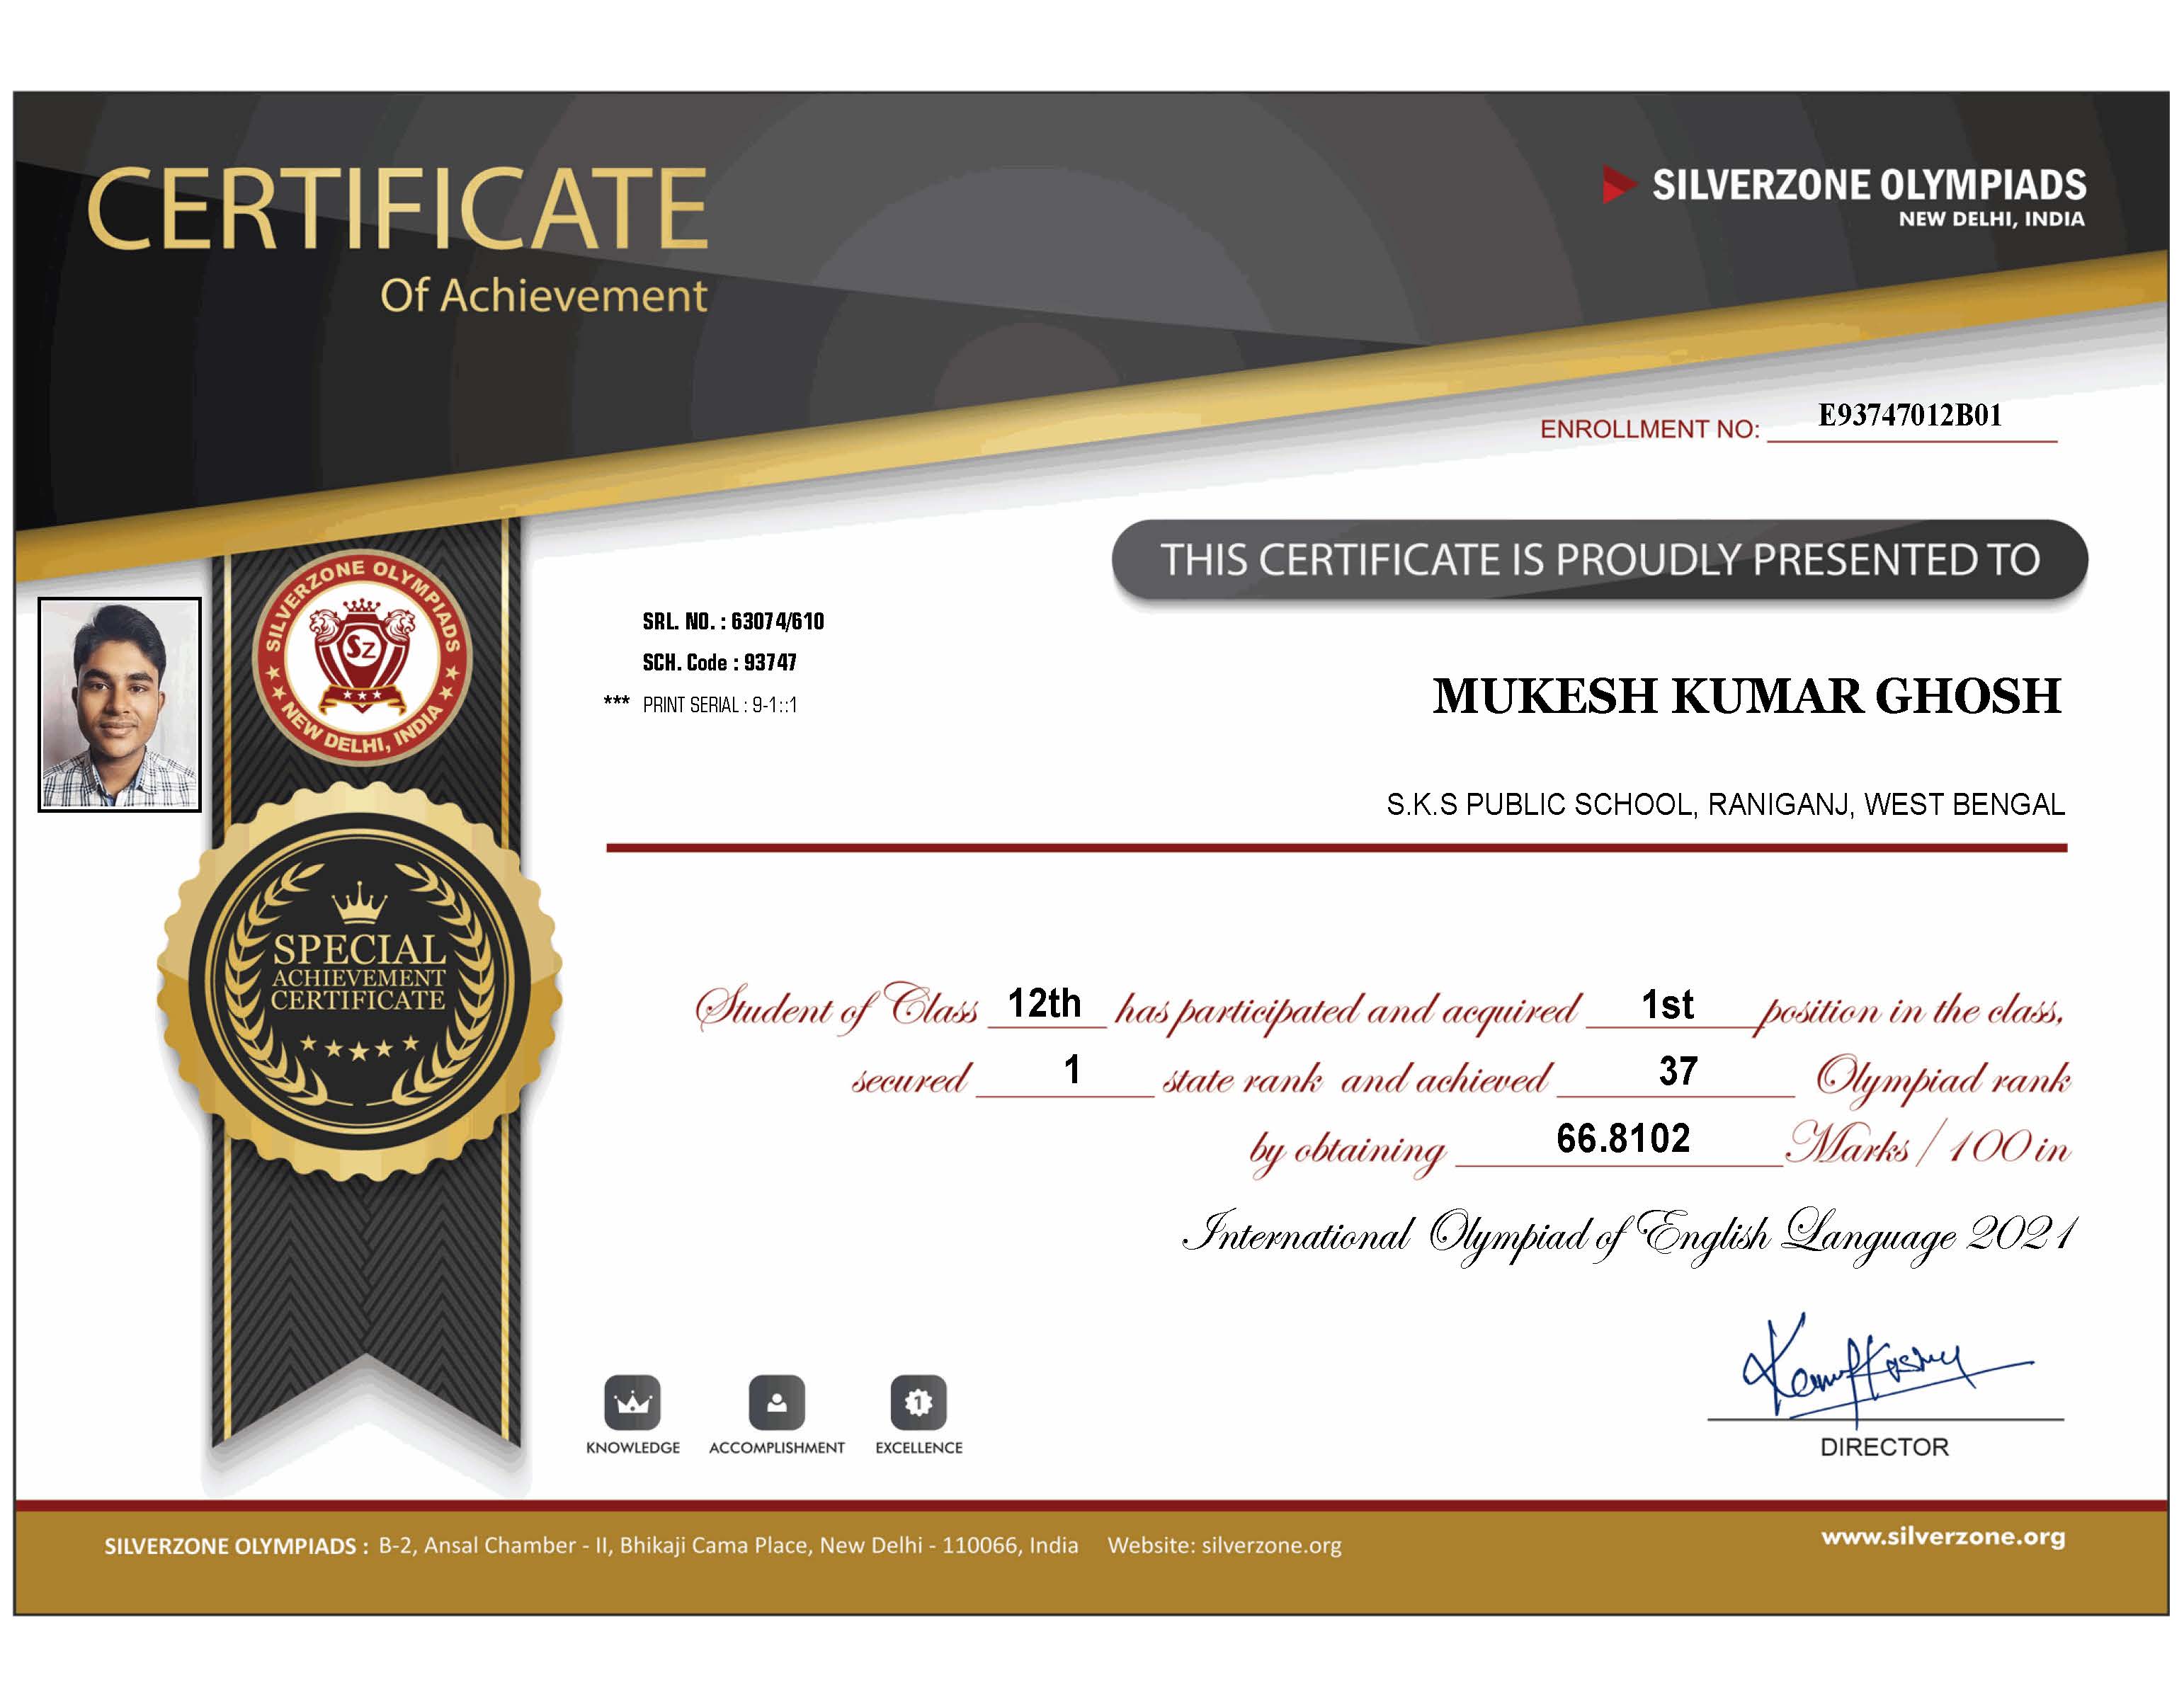 CERTIFICATE
Of Achievement
SILVERZONE OLYMPIADS
NEW DELHI, INDIA
ENROLLMENT NO: E93747012B01
THIS CERTIFICATE IS PROUDLY PRESENTED TO
SILVERZONE OLYMPIADS
SZ
NEW DELHI, INDIA
SRL. NO. : 63074/610
SCH. Code : 93747
*** PRINT SERIAL : 9-1::1
MUKESH KUMAR GHOSH
S.K.S PUBLIC SCHOOL, RANIGANJ, WEST BENGAL
SPECIAL
ACHIEVEMENT
CERTIFICATE
Student of Class 12th has participated and acquired 1st position in the class,
secured 1 state rank and achieved 37 Olympiad rank
by obtaining 66.8102 Marks / 100 in
International Olympiad of English Language 2021
1
KNOWLEDGE ACCOMPLISHMENT EXCELLENCE
DIRECTOR
SILVERZONE OLYMPIADS : B-2, Ansal Chamber - II, Bhikaji Cama Place, New Delhi - 110066, India Website: silverzone.org
www.silverzone.org